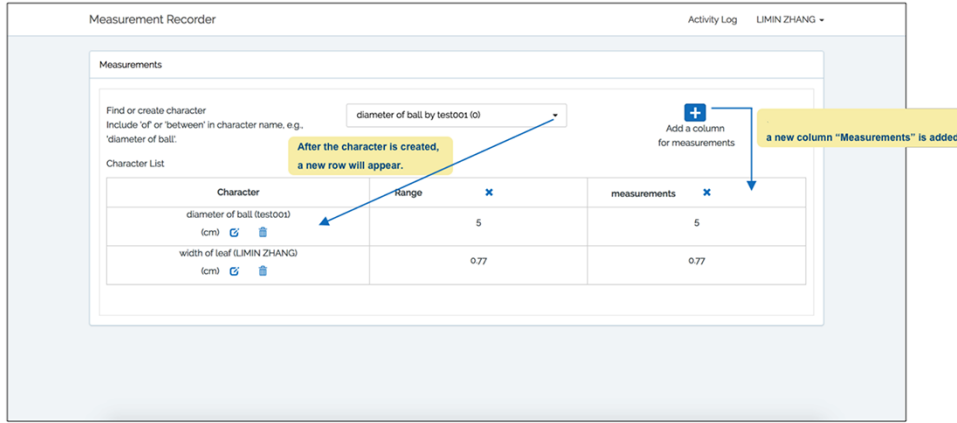 Measurement Recorder
Activity Log
LIMIN ZHANG
Measurements
Find or create character
Include 'of' or 'between' in character name, e.g.,
'diameter of ball'.
diameter of ball by test001 (0)
Add a column
for measurements
a new column “Measurements” is added
After the character is created,
a new row will appear.
Character List
Character
Range
measurements
diameter of ball (test001)
(cm)
5
5
width of leaf (LIMIN ZHANG)
(cm)
0.77
0.77